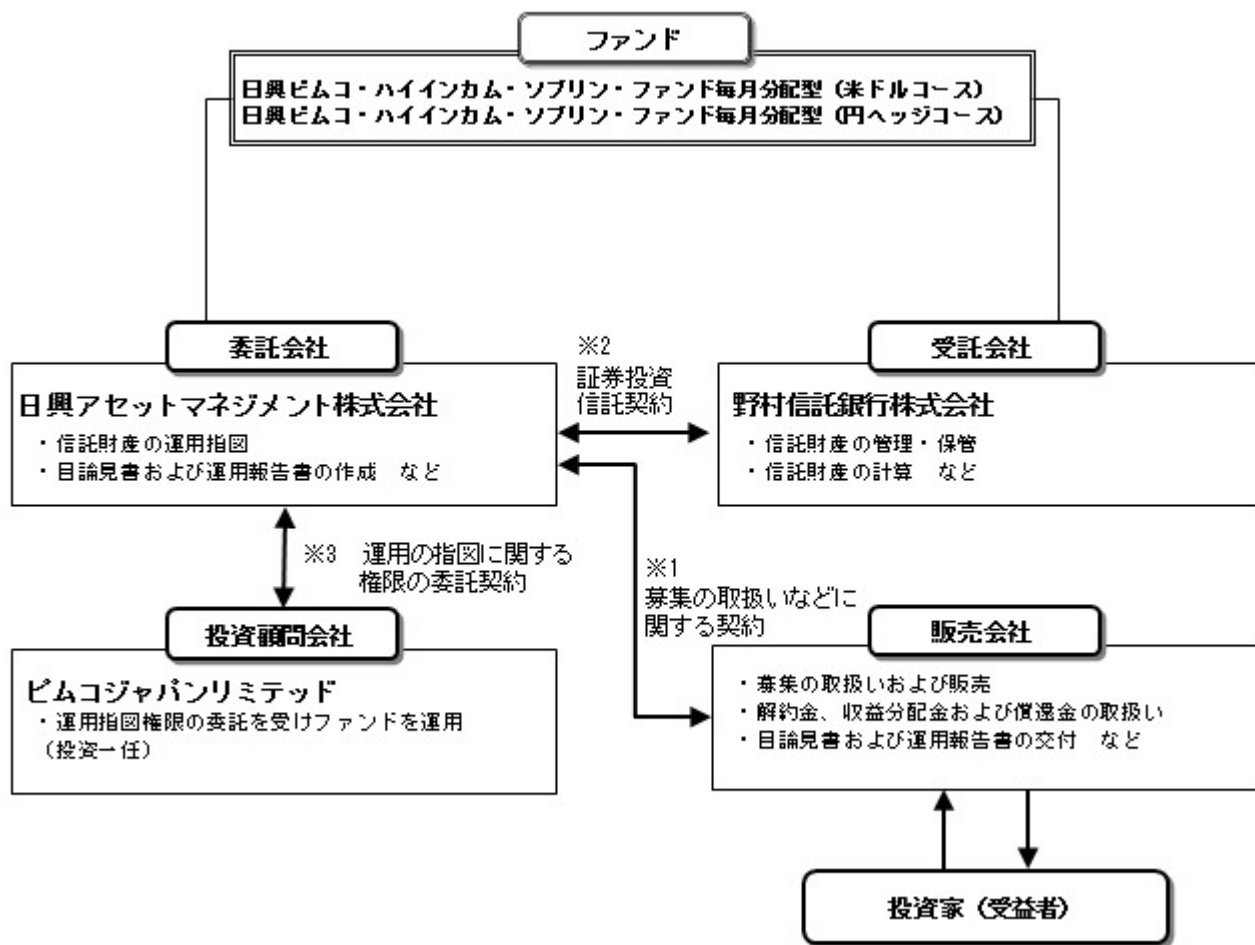 ファンド
日興ピムコ・ハイインカム・ソブリン・ファンド毎月分配型（米ドルコース）
日興ピムコ・ハイインカム・ソブリン・ファンド毎月分配型（円ヘッジコース）
委託会社
日興アセットマネジメント株式会社
・信託財産の運用指図
・目論見書および運用報告書の作成　など
※2
証券投資
信託契約
受託会社
野村信託銀行株式会社
・信託財産の管理・保管
・信託財産の計算　など
※3　運用の指図に関する
権限の委託契約
※1
募集の取扱いなどに
関する契約
投資顧問会社
ピムコジャパンリミテッド
・運用指図権限の委託を受けファンドを運用
（投資一任）
販売会社
・募集の取扱いおよび販売
・解約金、収益分配金および償還金の取扱い
・目論見書および運用報告書の交付　など
投資家（受益者）